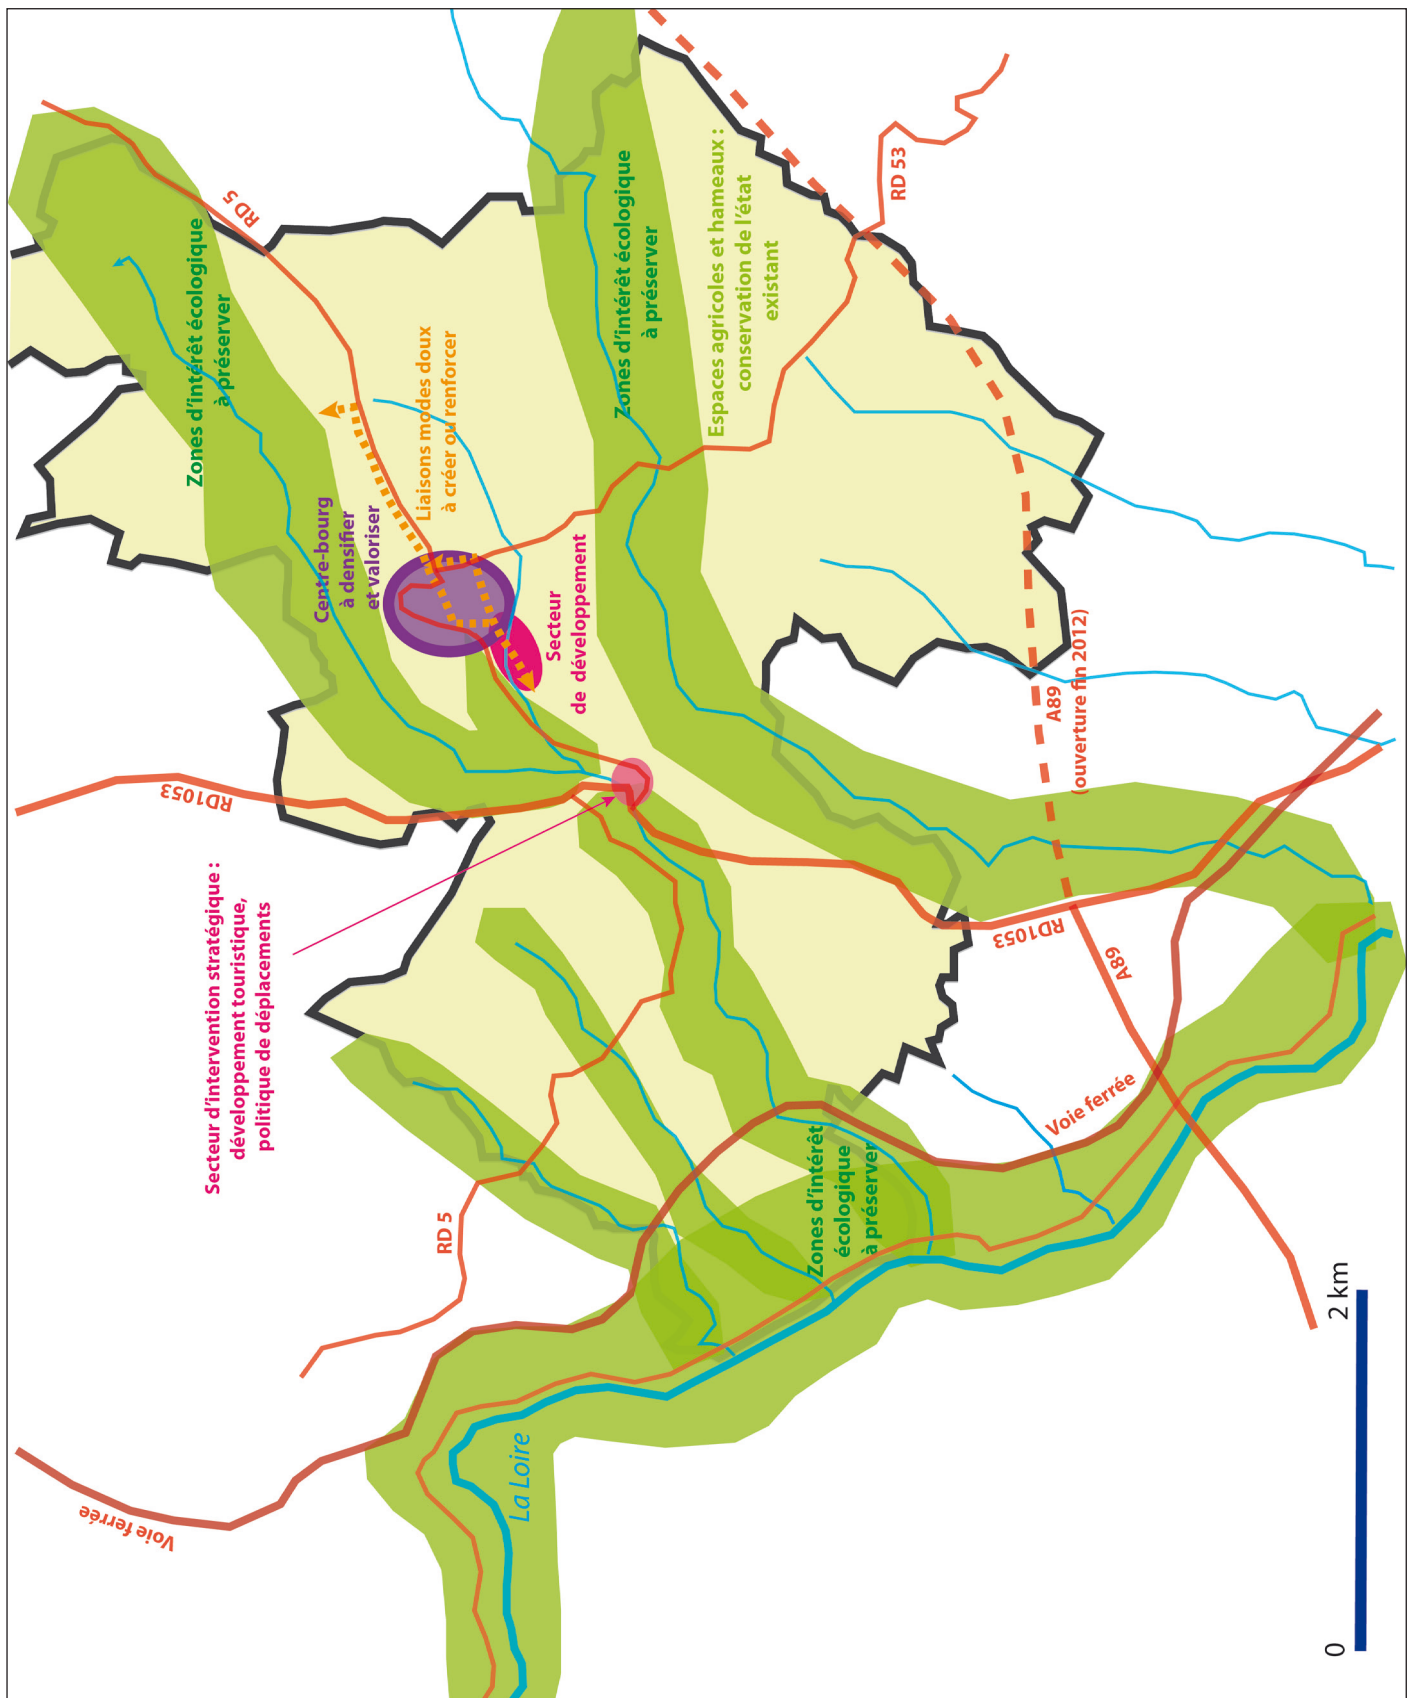 Zones d'intérêt écologique
à préserver
RD 5
Zones d'intérêt écologique
à préserver
Espaces agricoles et hameaux :
conservation de l'état
existant
RD 53
Centre-bourg
à densifier
et valoriser
Liaisons modes doux
à créer ou renforcer
Secteur
de développement
RD1053
A89
(ouverture fin 2012)
Secteur d'intervention stratégique :
développement touristique,
politique de déplacements
RD1053
A89
Voie ferrée
Zones d'intérêt
écologique
à préserver
RD 5
La Loire
Voie ferrée
0
2 km